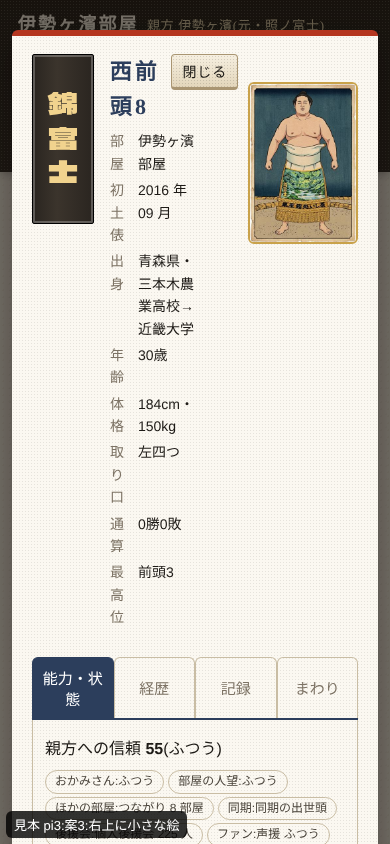 伊勢ヶ濱部屋 親方 伊勢ヶ濱(元・照ノ富士)
錦富士
西前頭8
閉じる
部屋 伊勢ヶ濱部屋
初土俵 2016 年 09 月
出身 青森県・三本木農業高校→近畿大学
年齢 30歳
体格 184cm・150kg
取り口 左四つ
通算 0勝0敗
最高位 前頭3
能力・状態 経歴 記録 まわり
親方への信頼 55(ふつう)
おかみさん:ふつう 部屋の人望:ふつう
ほかの部屋:つながり 8 部屋 同期:同期の出世頭
ファン:声援 ふつう
見本 pi3:案3:右上に小さな絵